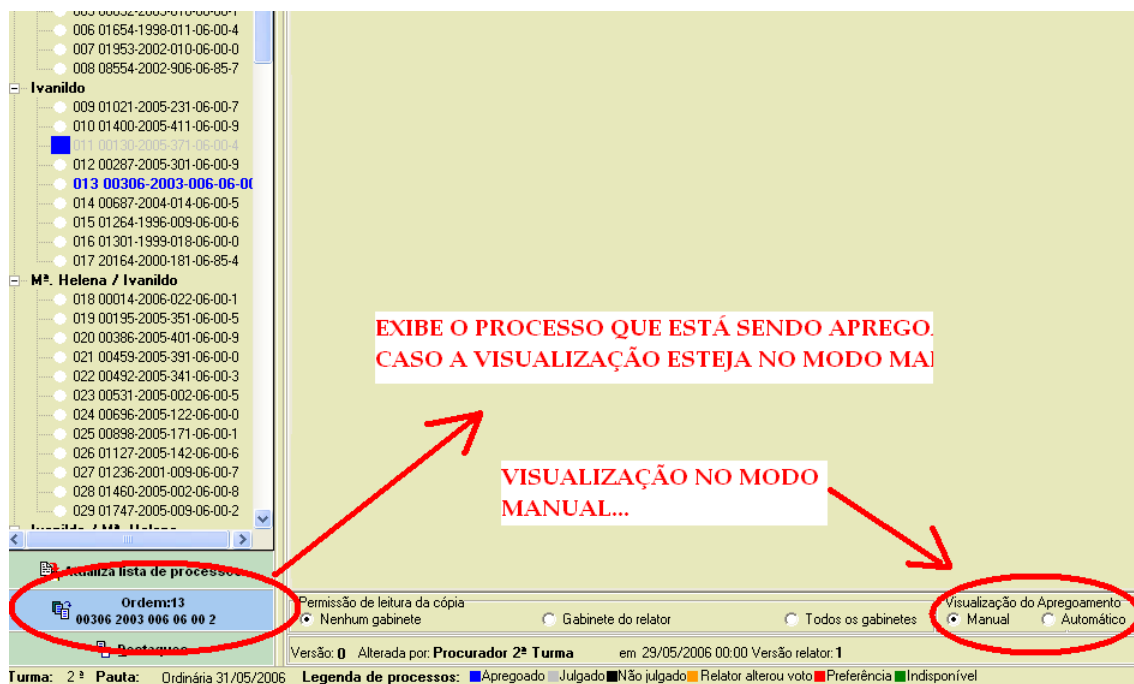 006 01654-1998-011-06-00-4
007 01953-2002-010-06-00-0
008 08554-2002-906-06-85-7
Ivanildo
009 01021-2005-231-06-00-7
010 01400-2005-411-06-00-9
011 00130-2005-371-06-00-4
012 00287-2005-301-06-00-9
013 00306-2003-006-06-00
014 00687-2004-014-06-00-5
015 01264-1996-009-06-00-6
016 01301-1999-018-06-00-0
017 20164-2000-181-06-85-4
Mª. Helena / Ivanildo
018 00014-2006-022-06-00-1
019 00195-2005-351-06-00-5
020 00386-2005-401-06-00-9
021 00459-2005-391-06-00-0
022 00492-2005-341-06-00-3
023 00531-2005-002-06-00-5
024 00696-2005-122-06-00-0
025 00898-2005-171-06-00-1
026 01127-2005-142-06-00-6
027 01236-2001-009-06-00-7
028 01460-2005-002-06-00-8
029 01747-2005-009-06-00-2
Ivanildo / Mª. Helena
EXIBE O PROCESSO QUE ESTÁ SENDO APREGO
CASO A VISUALIZAÇÃO ESTEJA NO MODO MA
VISUALIZAÇÃO NO MODO
MANUAL...
Atualiza lista de processos
Ordem:13
00306 2003 006 06 00 2
Destaques
Permissão de leitura da cópia
Nenhum gabinete Gabinete do relator Todos os gabinetes
Visualização do Apregoamento
Manual Automático
Versão: 0 Alterada por: Procurador 2ª Turma em 29/05/2006 00:00 Versão relator: 1
Turma: 2ª Pauta: Ordinária 31/05/2006 Legenda de processos: Apregoado Julgado Não julgado Relator alterou voto Preferência Indisponível